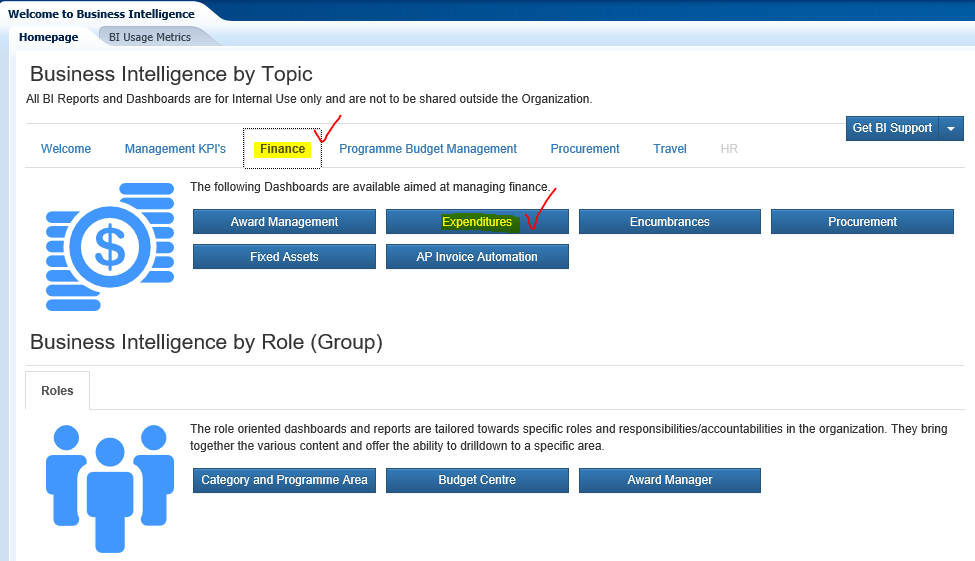 Welcome to Business Intelligence
Homepage BI Usage Metrics
Business Intelligence by Topic
All BI Reports and Dashboards are for Internal Use only and are not to be shared outside the Organization.
Get BI Support
Welcome Management KPI's Finance Programme Budget Management Procurement Travel HR
The following Dashboards are available aimed at managing finance.
Award Management Expenditures Encumbrances Procurement
Fixed Assets AP Invoice Automation
$
Business Intelligence by Role (Group)
Roles
The role oriented dashboards and reports are tailored towards specific roles and responsibilities/accountabilities in the organization. They bring
together the various content and offer the ability to drilldown to a specific area.
Category and Programme Area Budget Centre Award Manager